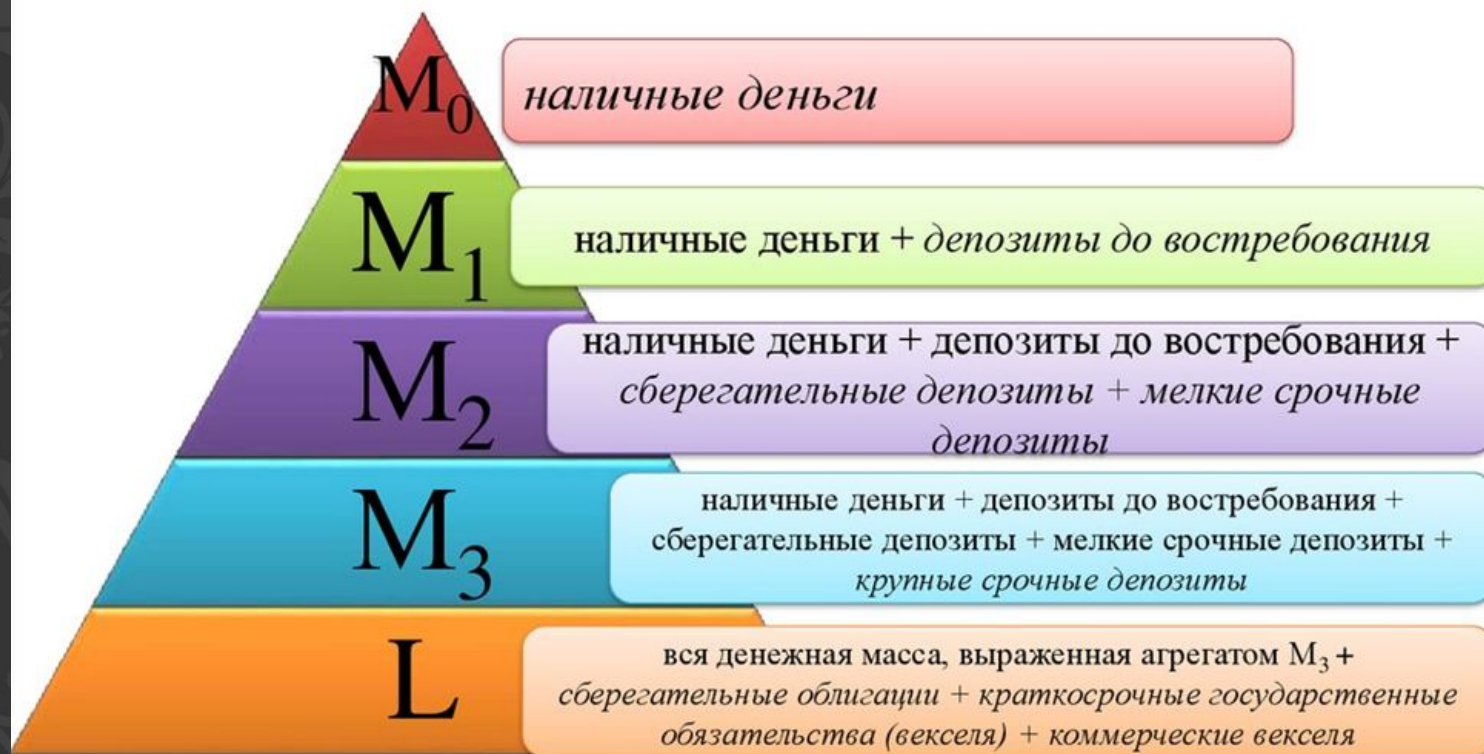 M₀
наличные деньги
M₁
наличные деньги + депозиты до востребования
M₂
наличные деньги + депозиты до востребования +
сберегательные депозиты + мелкие срочные
депозиты
M₃
наличные деньги + депозиты до востребования +
сберегательные депозиты + мелкие срочные депозиты +
крупные срочные депозиты
L
вся денежная масса, выраженная агрегатом M₃ +
сберегательные облигации + краткосрочные государственные
обязательства (векселя) + коммерческие векселя